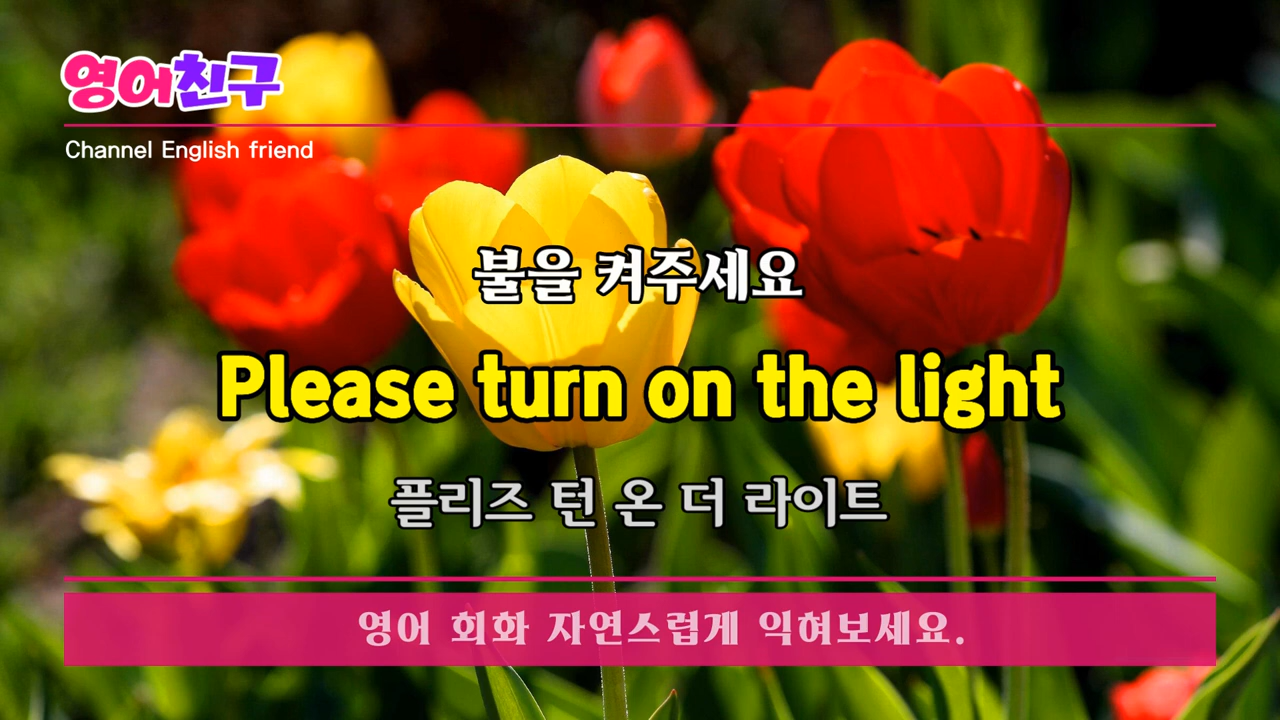 영어친구
Channel English friend
불을 켜주세요
Please turn on the light
플리즈 턴 온 더 라이트
영어 회화 자연스럽게 익혀보세요.